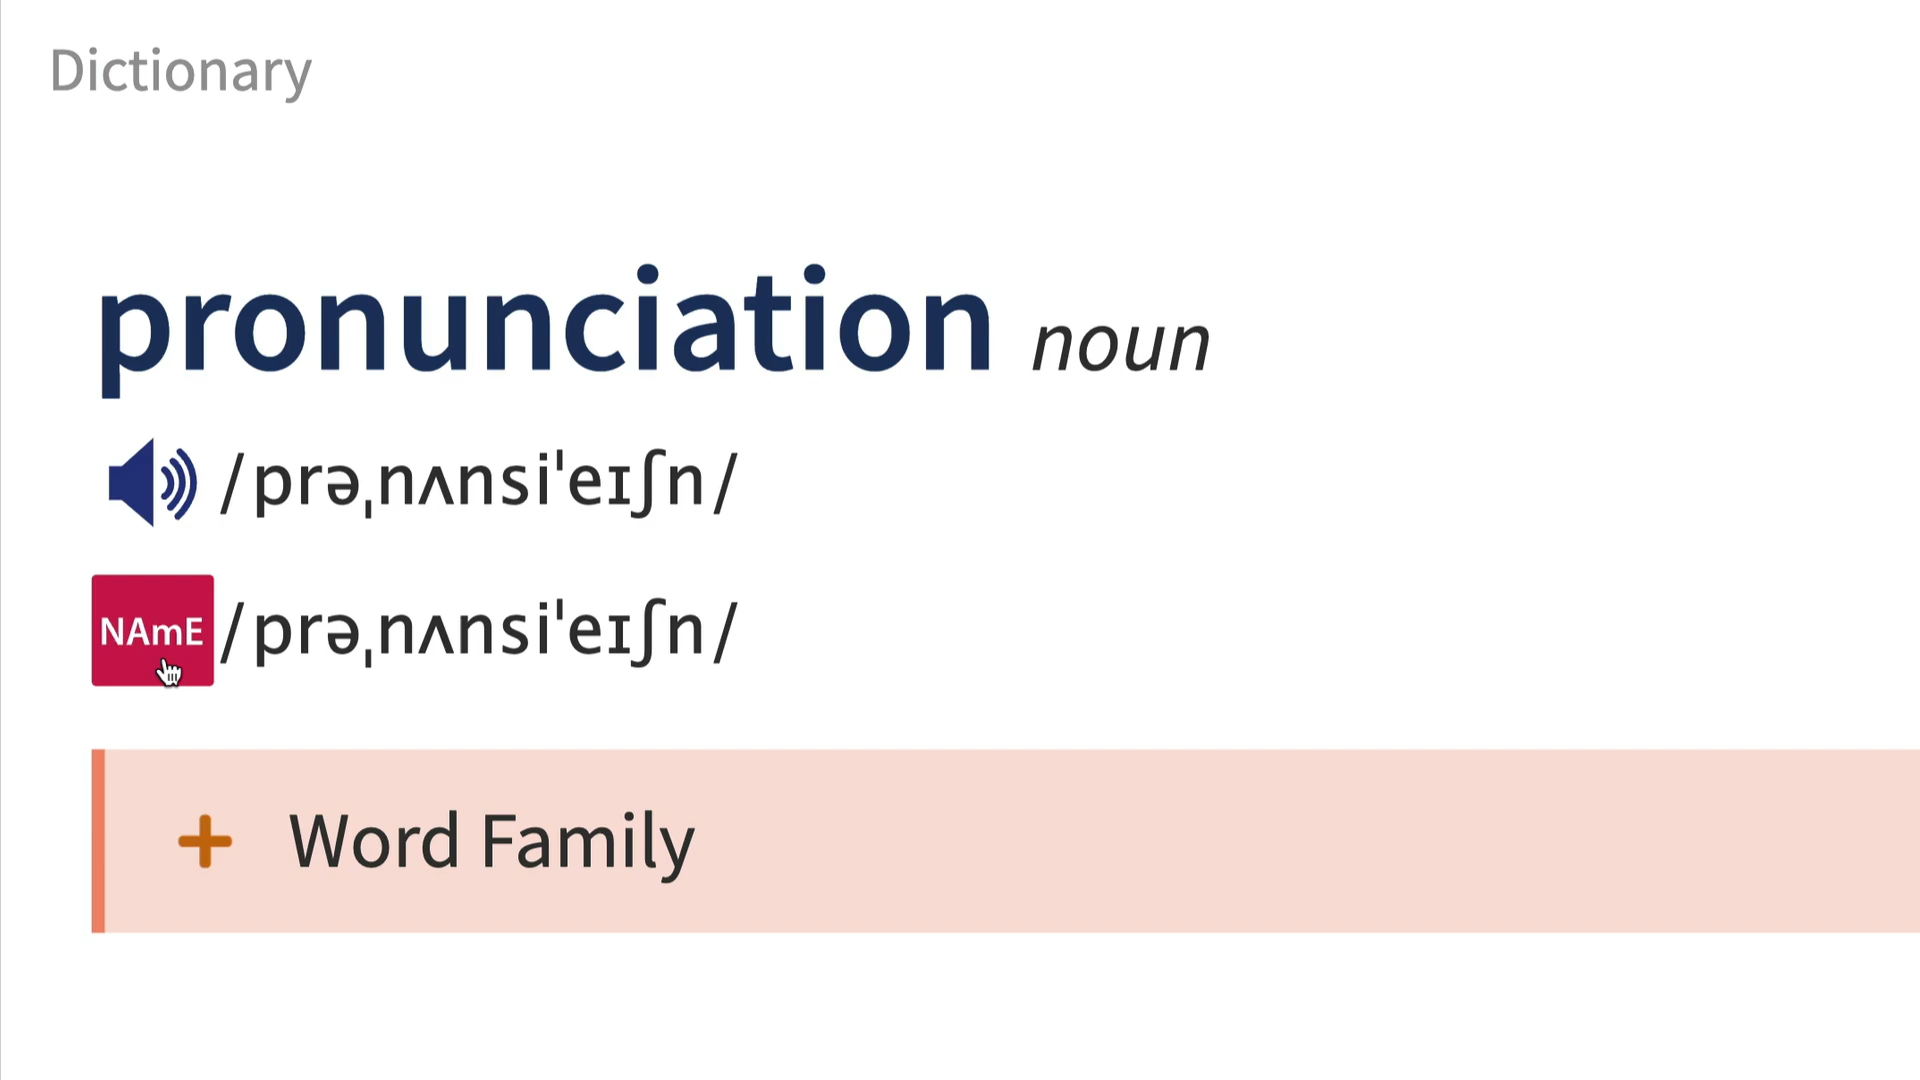 Dictionary
pronunciation noun
/prəˌnʌnsiˈeɪʃn/
NAmE /prəˌnʌnsiˈeɪʃn/
Word Family